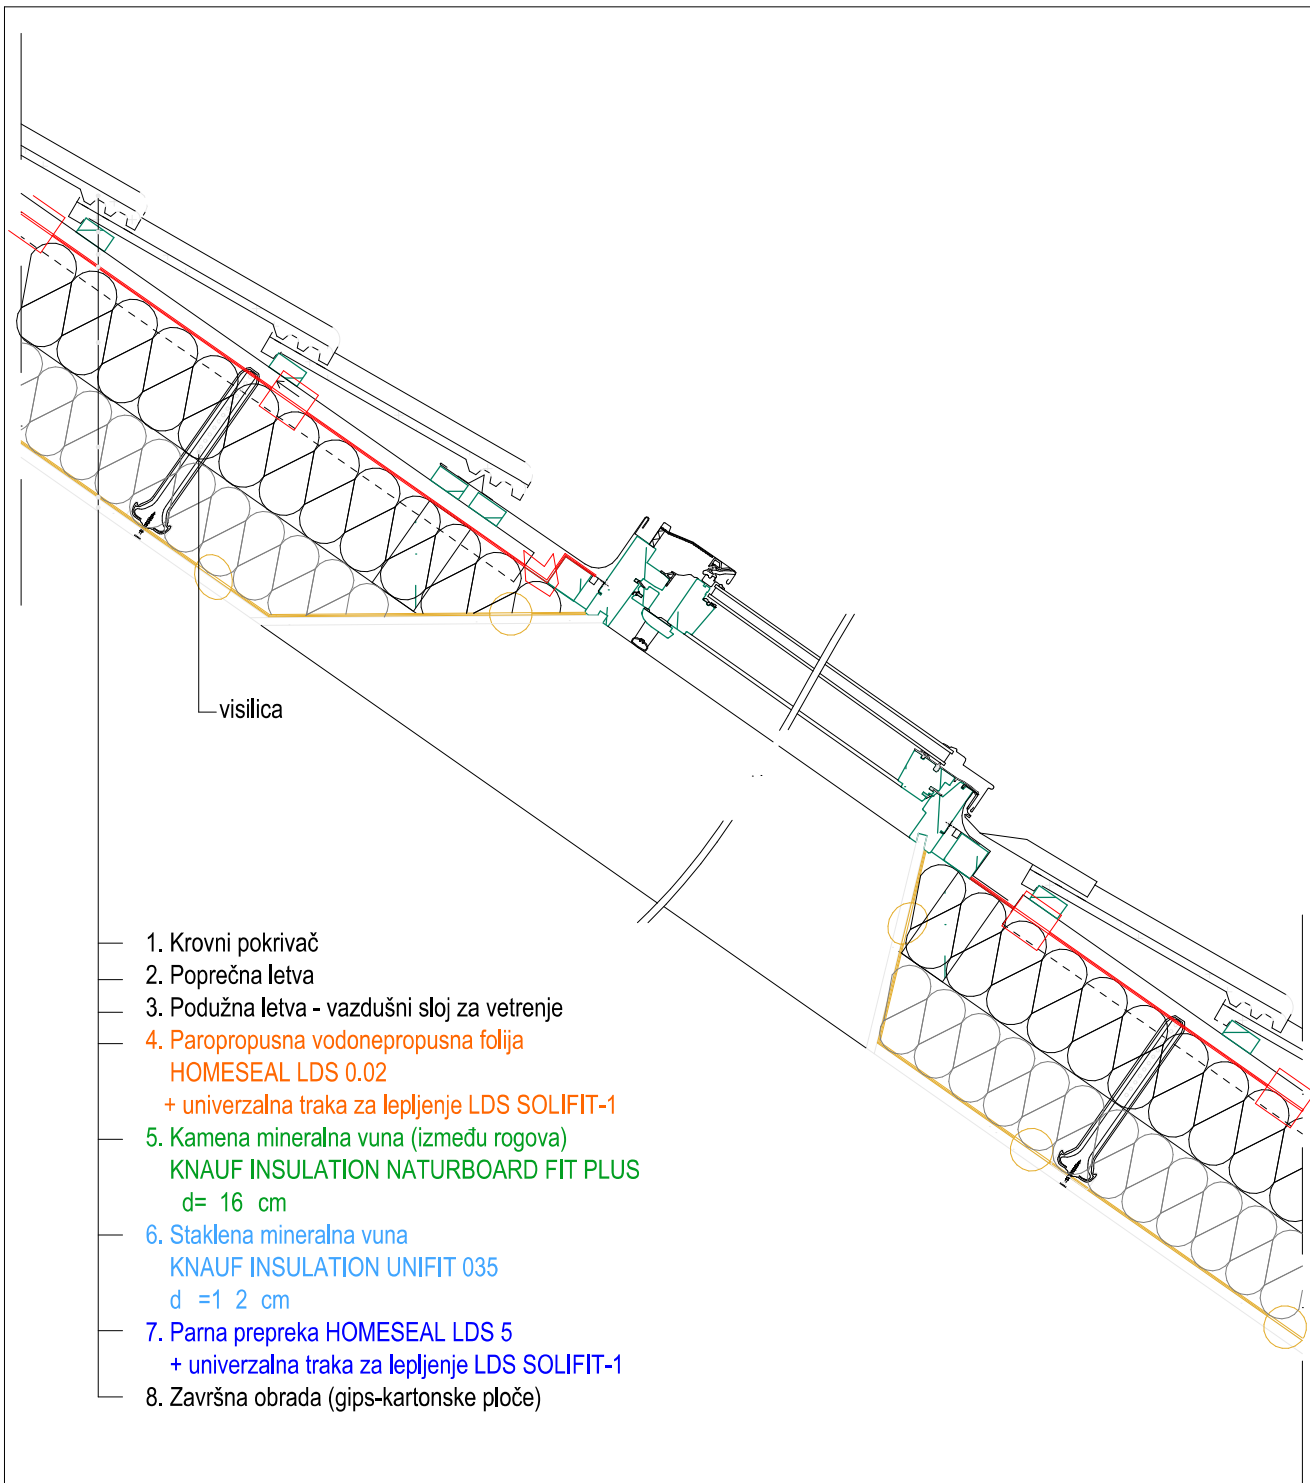 visilica
1. Krovni pokrivač
2. Poprečna letva
3. Podužna letva - vazdušni sloj za vetrenje
4. Paropropusna vodonepropusna folija
HOMESEAL LDS 0.02
+ univerzalna traka za lepljenje LDS SOLIFIT-1
5. Kamena mineralna vuna (između rogova)
KNAUF INSULATION NATURBOARD FIT PLUS
d= 16 cm
6. Staklena mineralna vuna
KNAUF INSULATION UNIFIT 035
d =1 2 cm
7. Parna prepreka HOMESEAL LDS 5
+ univerzalna traka za lepljenje LDS SOLIFIT-1
8. Završna obrada (gips-kartonske ploče)